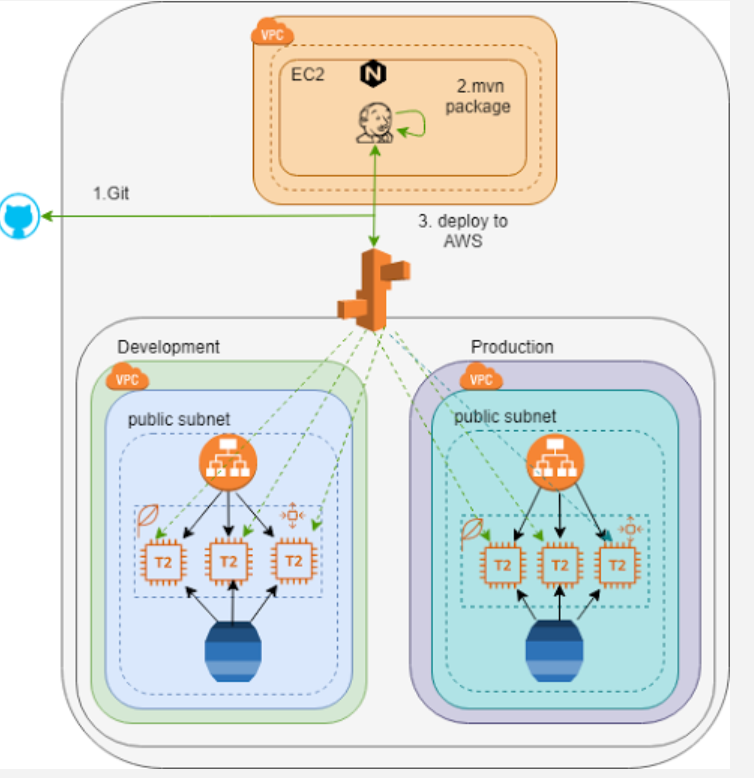 VPC
EC2
N
2.mvn
package
1.Git
3. deploy to
AWS
Development
Production
VPC
VPC
public subnet
public subnet
T2
T2
T2
T2
T2
T2